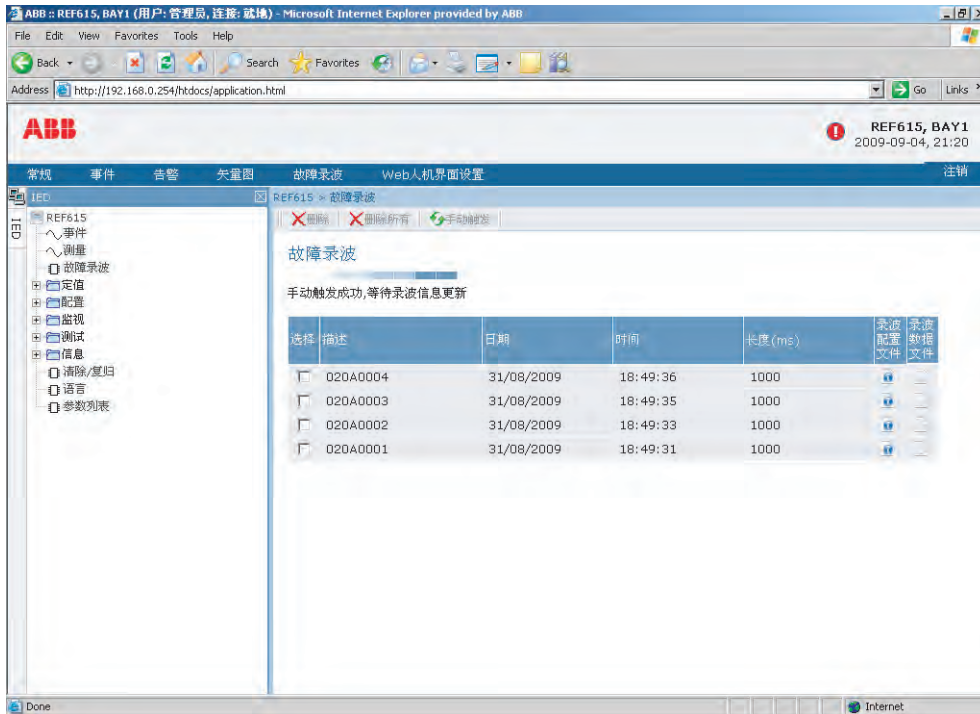 ABB :: REF615, BAY1 (用户: 管理员, 连接: 就地) - Microsoft Internet Explorer provided by ABB
File Edit View Favorites Tools Help
Back Search Favorites
Address http://192.168.0.254/htdocs/application.html Go Links
ABB
REF615, BAY1
2009-09-04, 21:20
常规 事件 告警 矢量图 故障录波 Web人机界面设置 注销
IED
IED
REF615
事件
测量
故障录波
定值
配置
监视
测试
信息
清除/复归
语言
参数列表
REF615 > 故障录波
删除 删除所有 手动触发
故障录波
手动触发成功,等待录波信息更新
选择 描述 日期 时间 长度(ms) 录波配置文件 录波数据文件
020A0004 31/08/2009 18:49:36 1000
020A0003 31/08/2009 18:49:35 1000
020A0002 31/08/2009 18:49:33 1000
020A0001 31/08/2009 18:49:31 1000
Done Internet